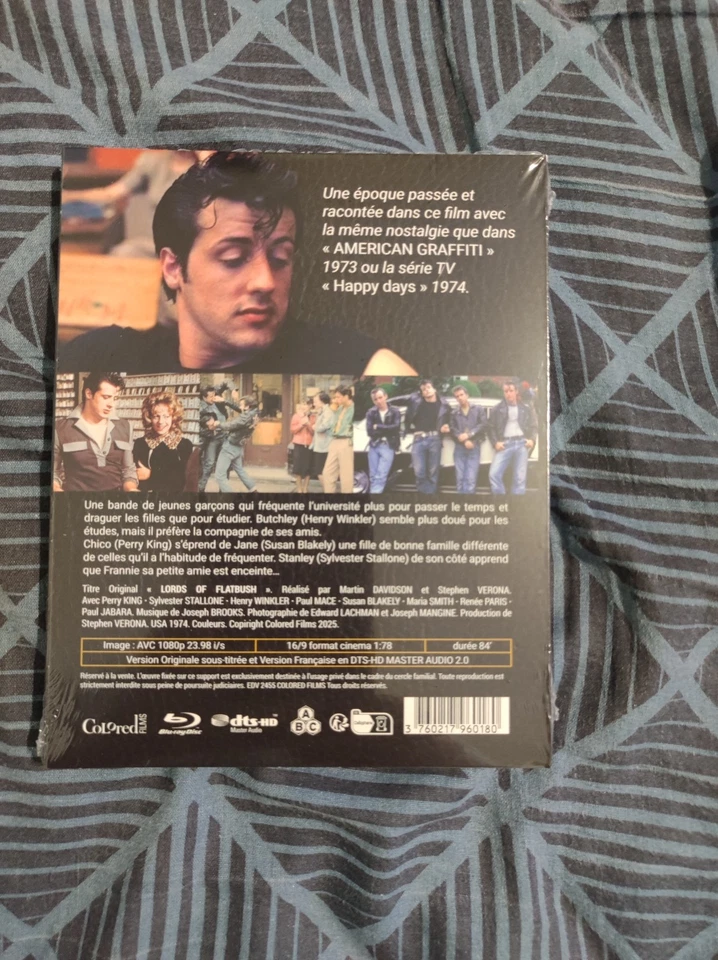 Une époque passée et
racontée dans ce film avec
la même nostalgie que dans
« AMERICAN GRAFFITI »
1973 ou la série TV
« Happy days » 1974.
Une bande de jeunes garçons qui fréquente l'université plus pour passer le temps et
draguer les filles que pour étudier. Butchley (Henry Winkler) semble plus doué pour les
études, mais il préfère la compagnie de ses amis.
Chico (Perry King) s'éprend de Jane (Susan Blakely) une fille de bonne famille différente
de celles qu'il a l'habitude de fréquenter. Stanley (Sylvester Stallone) de son côté apprend
que Frannie sa petite amie est enceinte...
Titre Original « LORDS OF FLATBUSH ». Réalisé par Martin DAVIDSON et Stephen VERONA.
Avec Perry KING - Sylvester STALLONE - Henry WINKLER - Paul MACE - Susan BLAKELY - Maria SMITH - Renée PARIS -
Paul JABARA. Musique de Joseph BROOKS. Photographie de Edward LACHMAN et Joseph MANGINE. Production de
Stephen VERONA. USA 1974. Couleurs. Copiright Colored Films 2025.
Image : AVC 1080p 23.98 i/s 16/9 format cinema 1:78 durée 84'
Version Originale sous-titrée et Version Française en DTS-HD MASTER AUDIO 2.0
Réservé à la vente. L'œuvre fixée sur ce support est exclusivement destinée à l'usage privé dans le cadre du cercle familial. Toute reproduction est
strictement interdite sous peine de poursuite judiciaires. EDV 2455 COLORED FILMS Tous droits réservés.
Colored FILMS Blu-ray Disc dts-HD Master Audio A B C
3 760217 960180